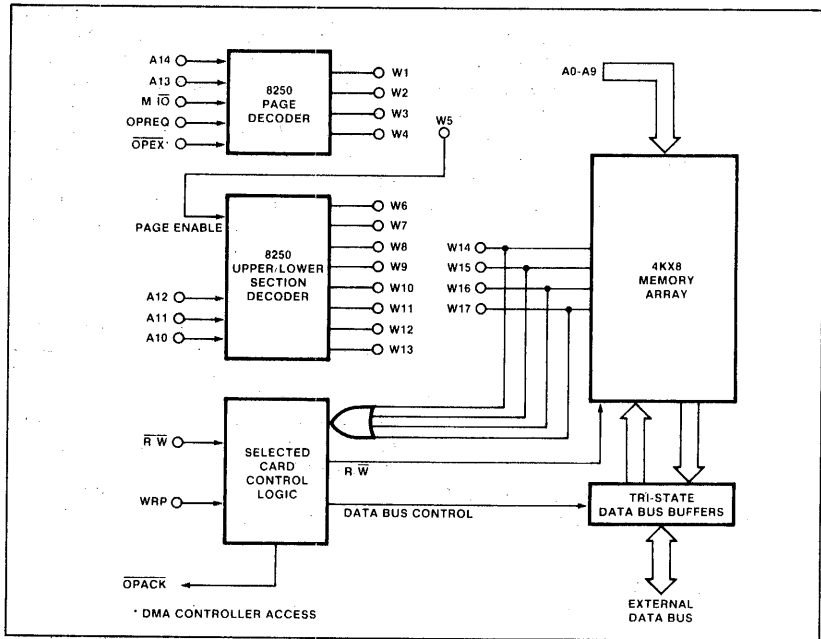 A14
A13
M I̅O̅
OPREQ
O̅P̅E̅X̅*
8250
PAGE
DECODER
W1
W2
W3
W4
W5
A0-A9
PAGE ENABLE
8250
UPPER/LOWER
SECTION
DECODER
A12
A11
A10
W6
W7
W8
W9
W10
W11
W12
W13
W14
W15
W16
W17
4KX8
MEMORY
ARRAY
R̅ W
WRP
SELECTED
CARD
CONTROL
LOGIC
R W̅
DATA BUS CONTROL
TRI-STATE
DATA BUS BUFFERS
O̅P̅A̅C̅K̅
* DMA CONTROLLER ACCESS
EXTERNAL
DATA BUS